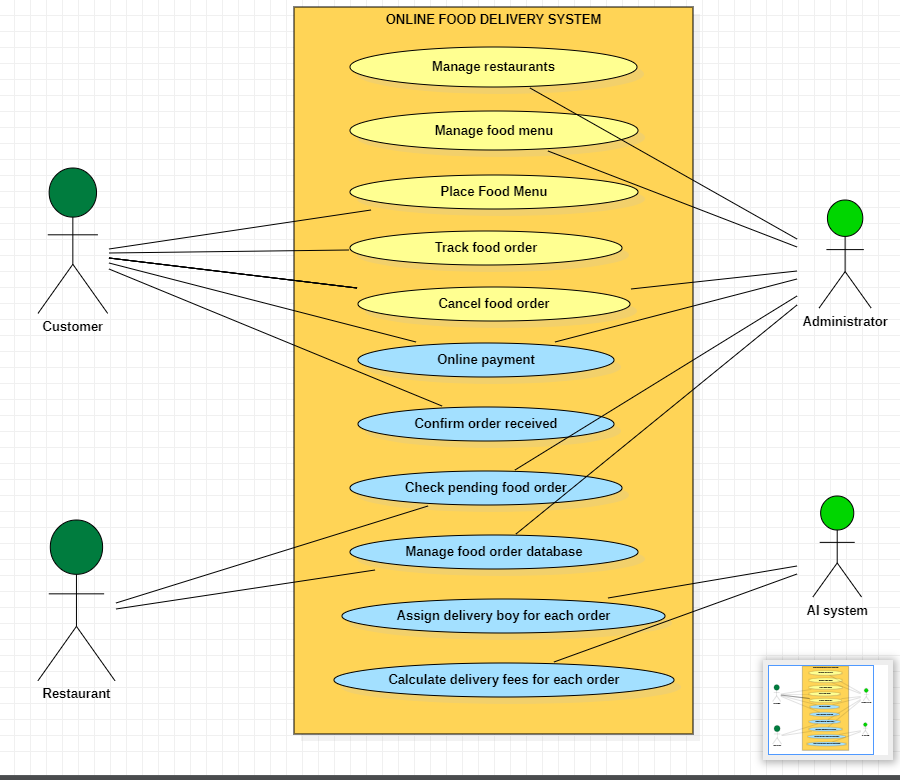 ONLINE FOOD DELIVERY SYSTEM
Manage restaurants
Manage food menu
Place Food Menu
Track food order
Cancel food order
Online payment
Confirm order received
Check pending food order
Manage food order database
Assign delivery boy for each order
Calculate delivery fees for each order
Customer
Restaurant
Administrator
AI system